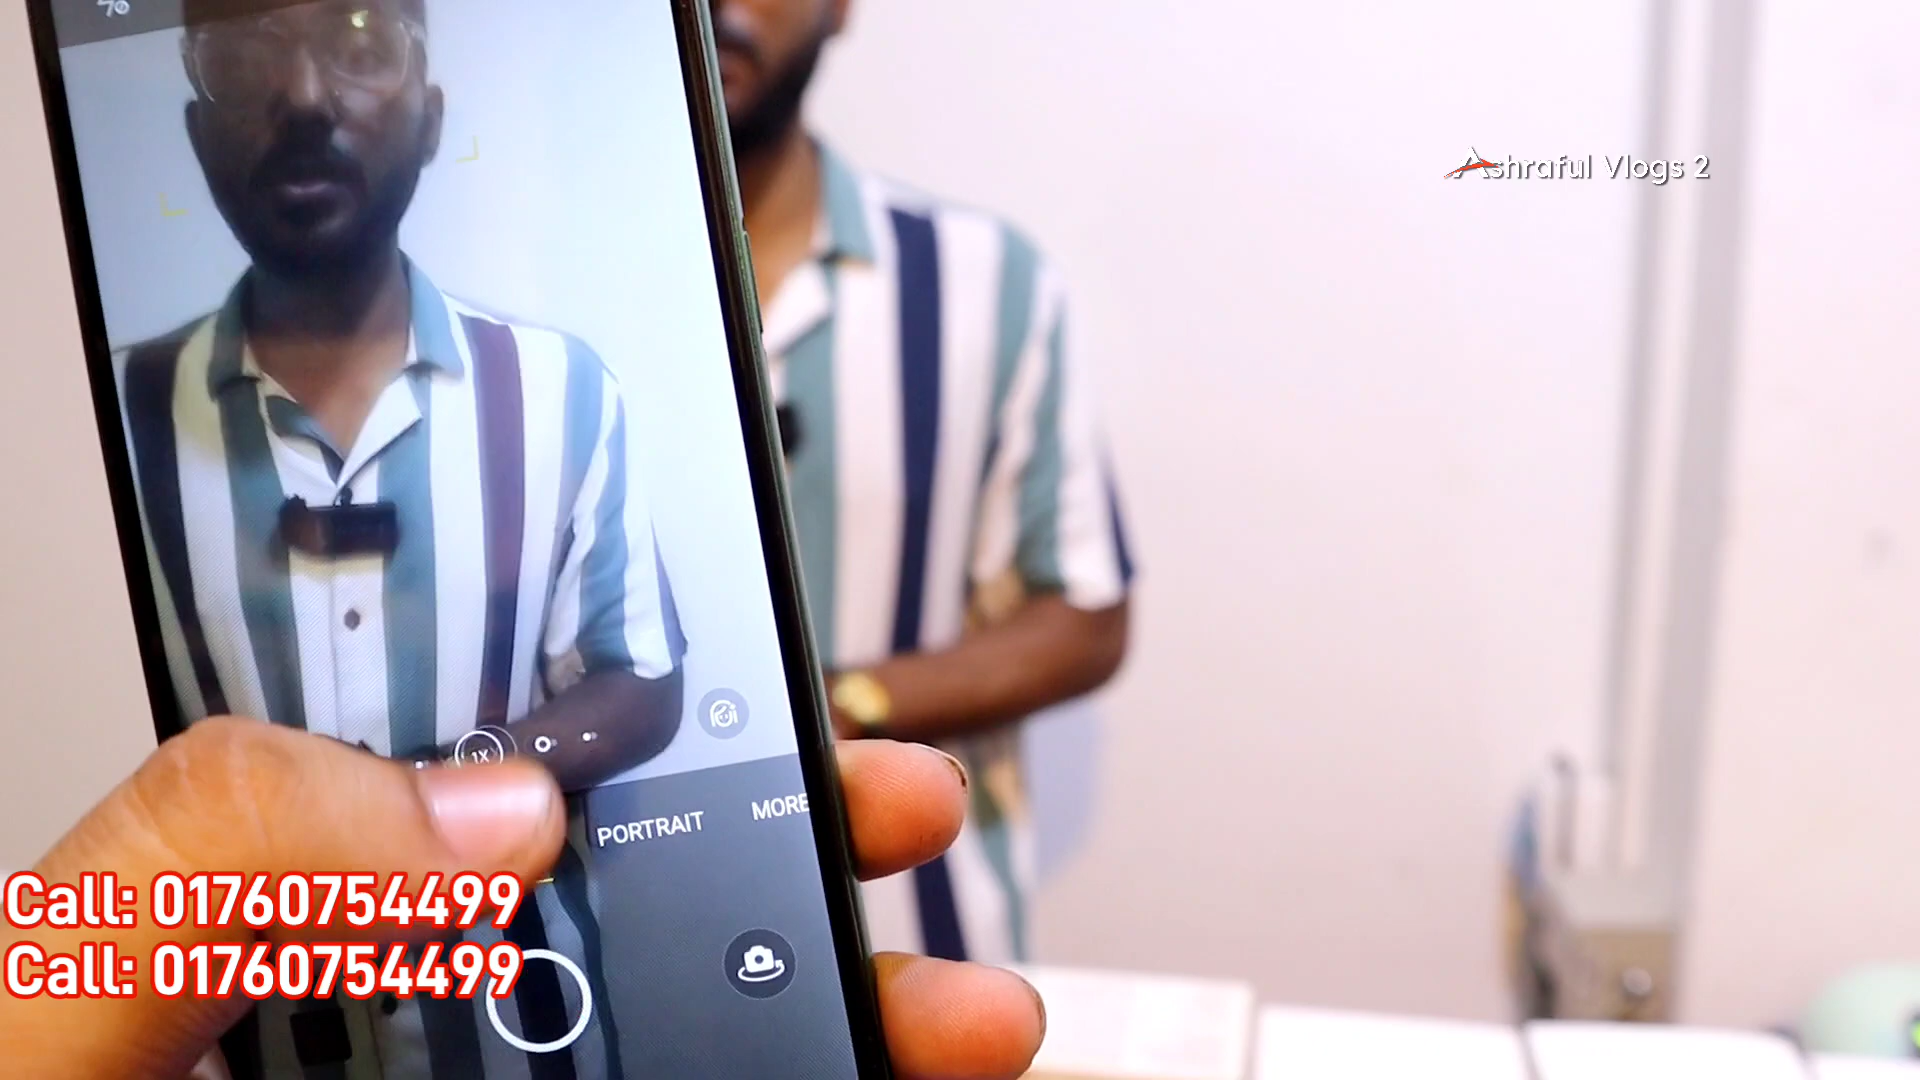 Ashraful Vlogs 2
1X
PORTRAIT
MORE
Call: 01760754499
Call: 01760754499